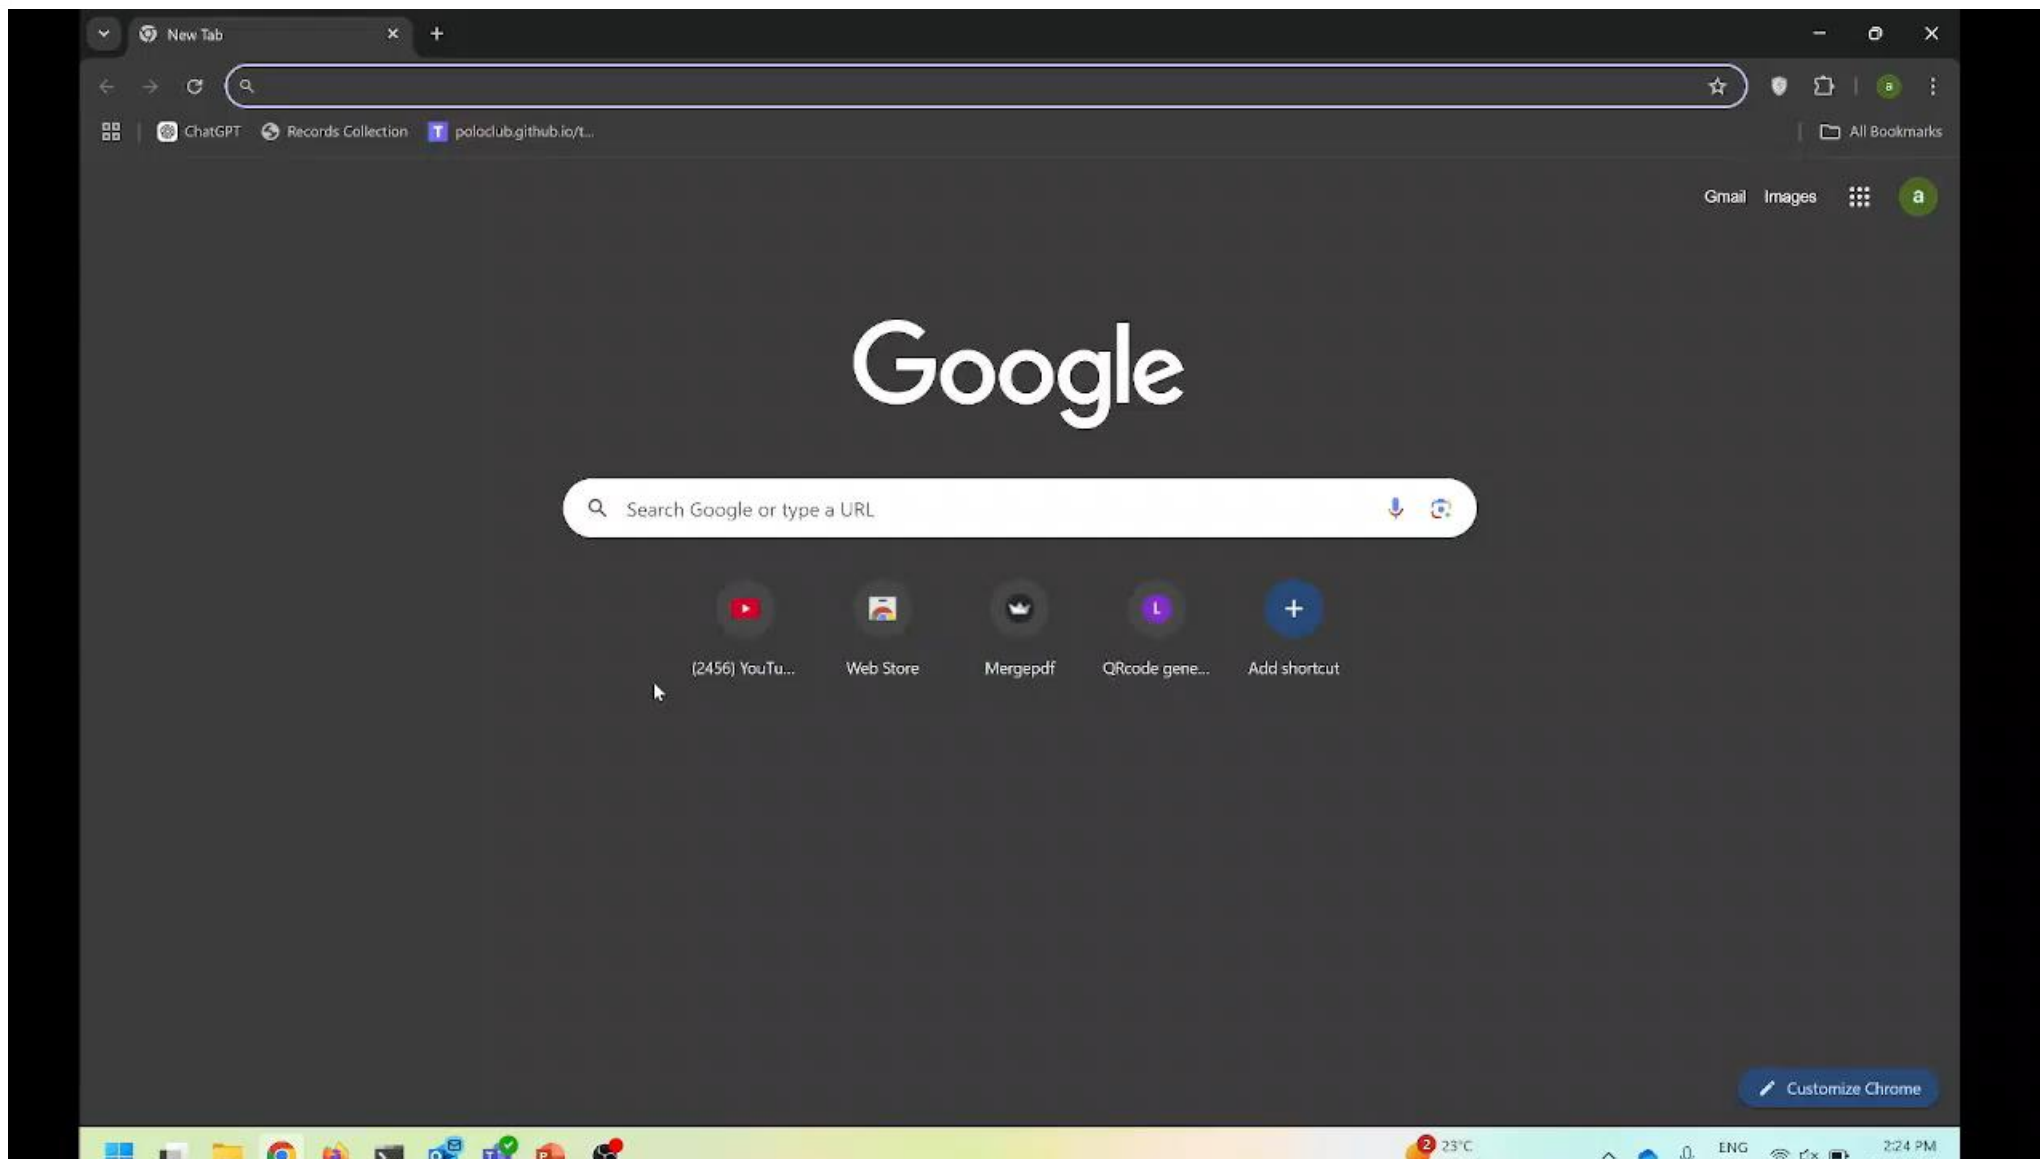 New Tab
ChatGPT Records Collection T poloclub.github.io/t... All Bookmarks
a
Gmail Images a
Google
Search Google or type a URL
L
(2456) YouTu... Web Store Mergepdf QRcode gene... Add shortcut
Customize Chrome
2 23°C ENG 2:24 PM